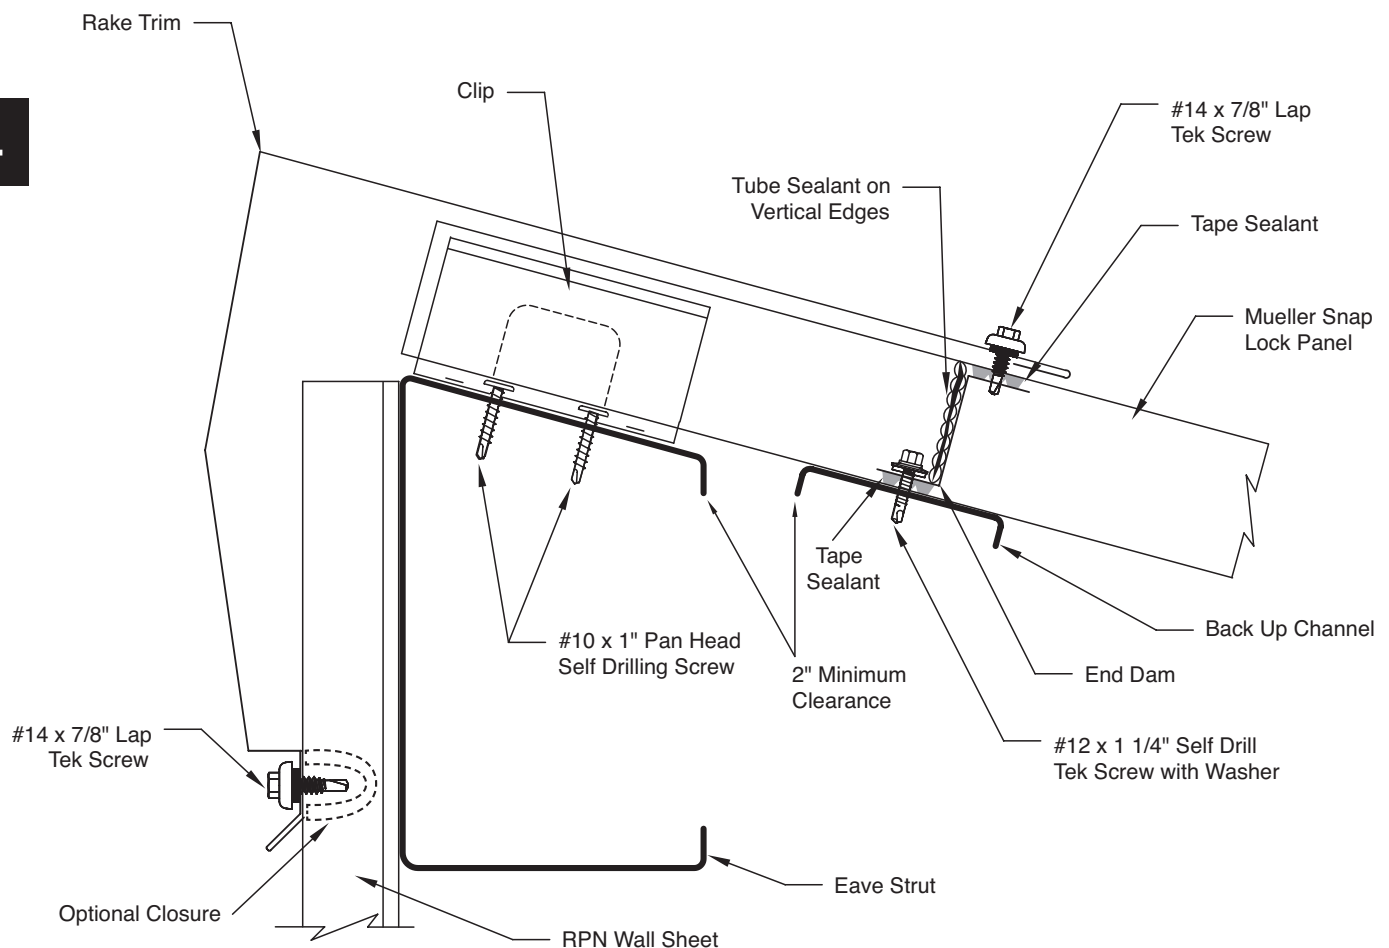 Rake Trim
Clip
#14 x 7/8" Lap
Tek Screw
Tube Sealant on
Vertical Edges
Tape Sealant
Mueller Snap
Lock Panel
Tape
Sealant
#10 x 1" Pan Head
Self Drilling Screw
2" Minimum
Clearance
Back Up Channel
End Dam
#14 x 7/8" Lap
Tek Screw
#12 x 1 1/4" Self Drill
Tek Screw with Washer
Eave Strut
Optional Closure
RPN Wall Sheet